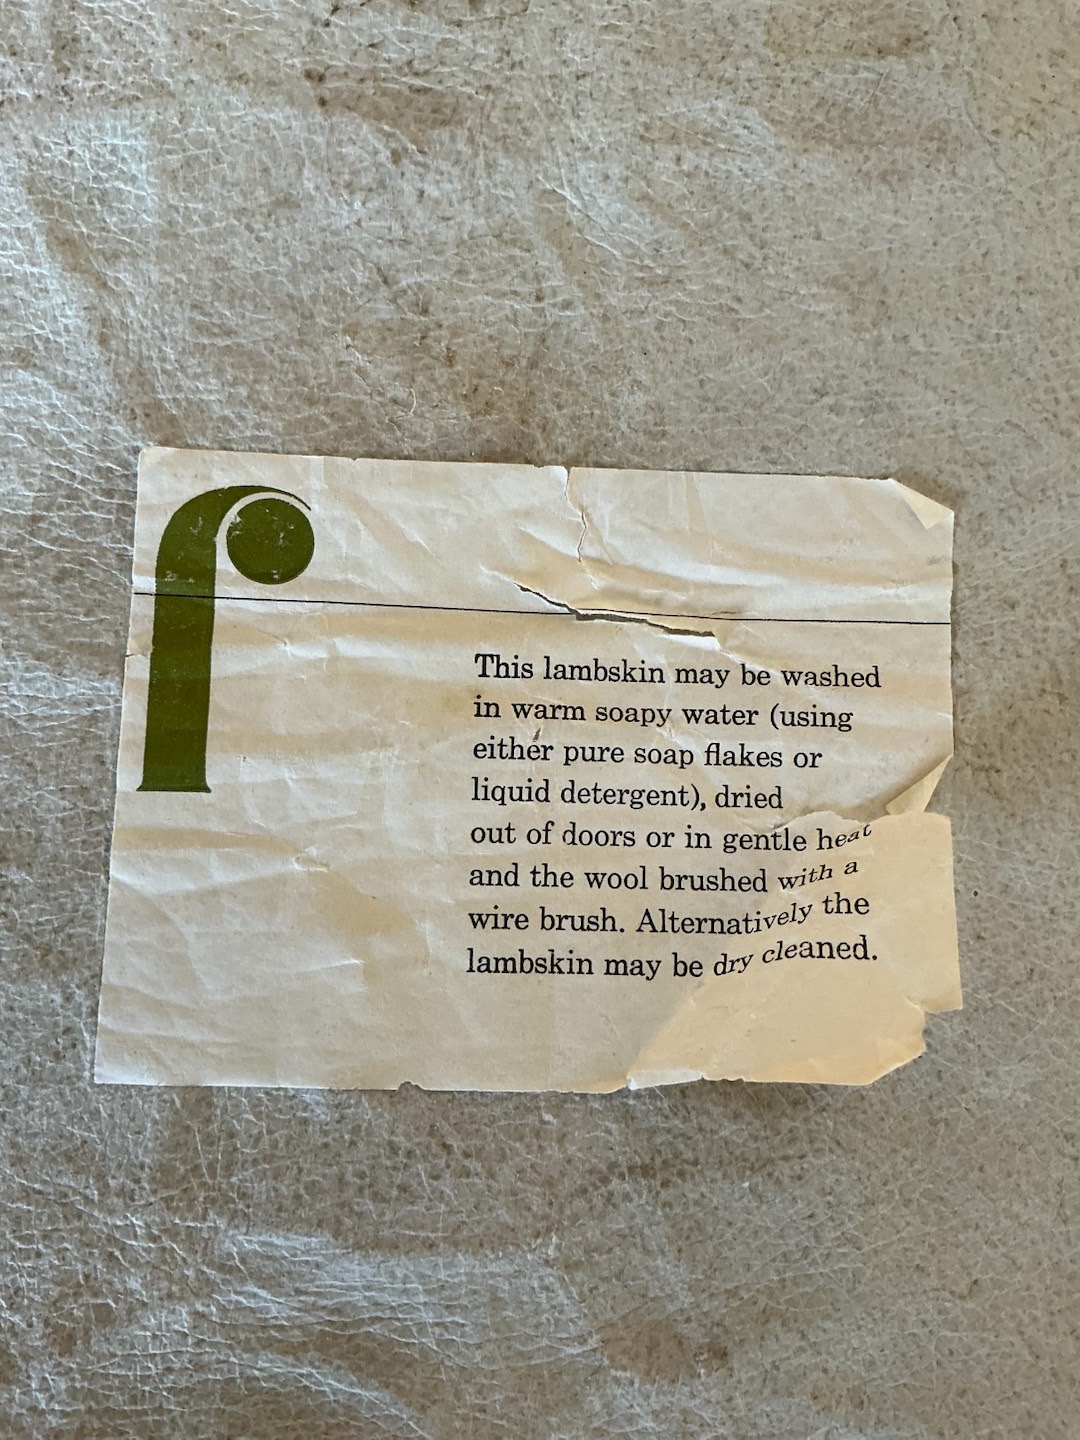 f
This lambskin may be washed
in warm soapy water (using
either pure soap flakes or
liquid detergent), dried
out of doors or in gentle heat
and the wool brushed with a
wire brush. Alternatively the
lambskin may be dry cleaned.